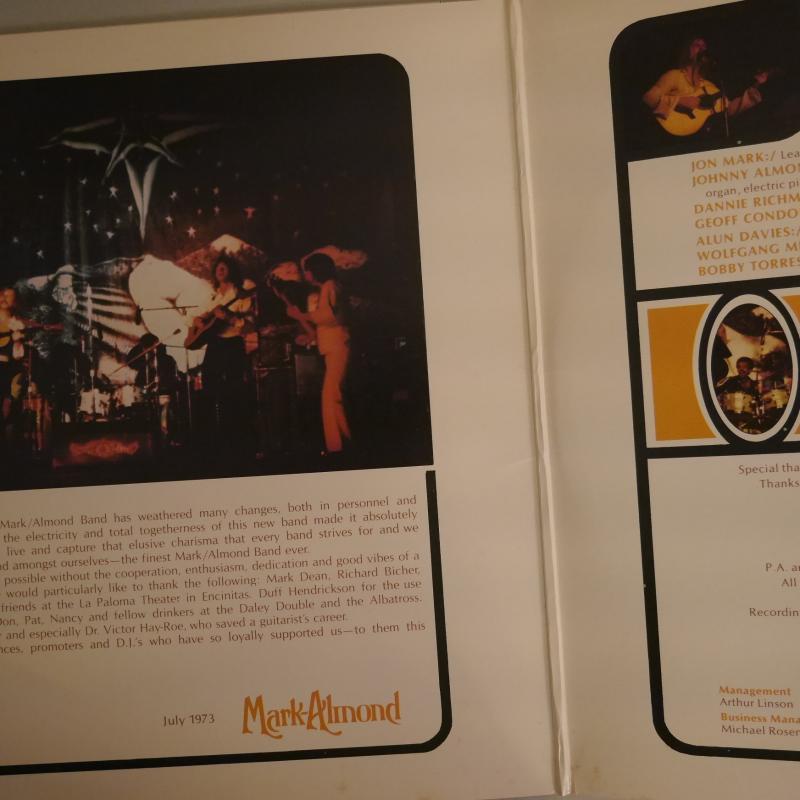 Mark/Almond Band has weathered many changes, both in personnel and
the electricity and total togetherness of this new band made it absolutely
live and capture that elusive charisma that every band strives for and we
amongst ourselves—the finest Mark/Almond Band ever.
possible without the cooperation, enthusiasm, dedication and good vibes of a
would particularly like to thank the following: Mark Dean, Richard Bicher,
friends at the La Paloma Theater in Encinitas. Duff Hendrickson for the use
Don, Pat, Nancy and fellow drinkers at the Daley Double and the Albatross.
and especially Dr. Victor Hay-Roe, who saved a guitarist's career.
nces, promoters and D.J.'s who have so loyally supported us—to them this
July 1973
Mark-Almond
JON MARK:/ Lea
JOHNNY ALMO
organ, electric pi
DANNIE RICHM
GEOFF CONDO
ALUN DAVIES:/
WOLFGANG M
BOBBY TORRES
Special tha
Thanks
P.A. a
All
Recordin
Management
Arthur Linson
Business Mana
Michael Rosen